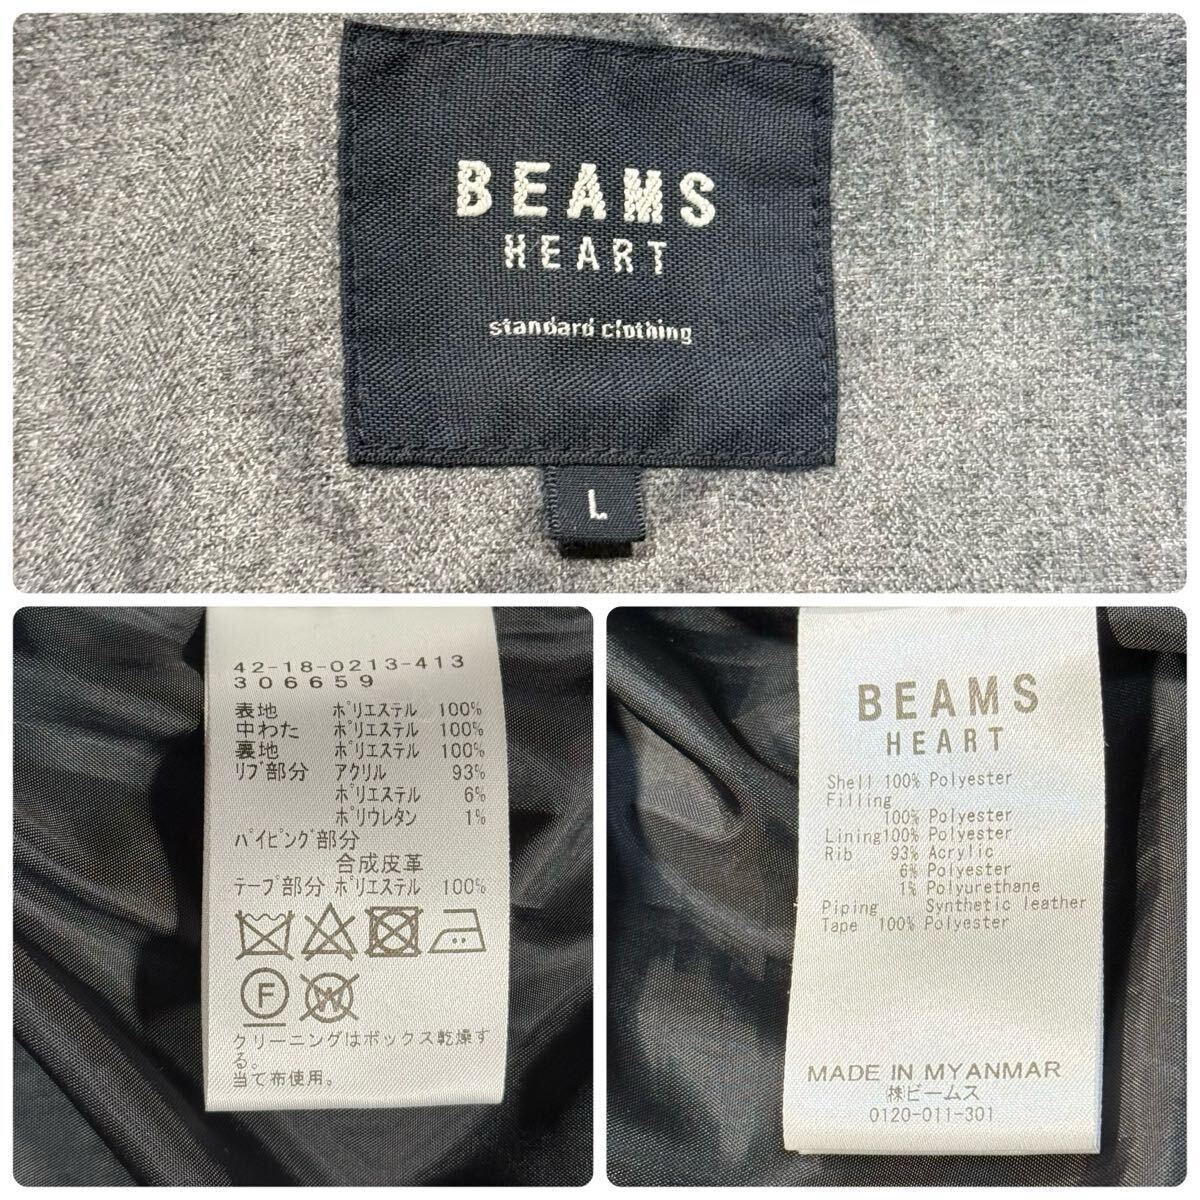 BEAMS
HEART
standard clothing
L
42-18-0213-413
306659
表地 ポリエステル 100%
中わた ポリエステル 100%
裏地 ポリエステル 100%
リブ部分 アクリル 93%
ポリエステル 6%
ポリウレタン 1%
パイピング部分
合成皮革
テープ部分 ポリエステル 100%
F
W
クリーニングはボックス乾燥す
る。
当て布使用。
BEAMS
HEART
Shell 100% Polyester
Filling
100% Polyester
Lining100% Polyester
Rib 93% Acrylic
6% Polyester
1% Polyurethane
Piping Synthetic leather
Tape 100% Polyester
MADE IN MYANMAR
㈱ビームス
0120-011-301